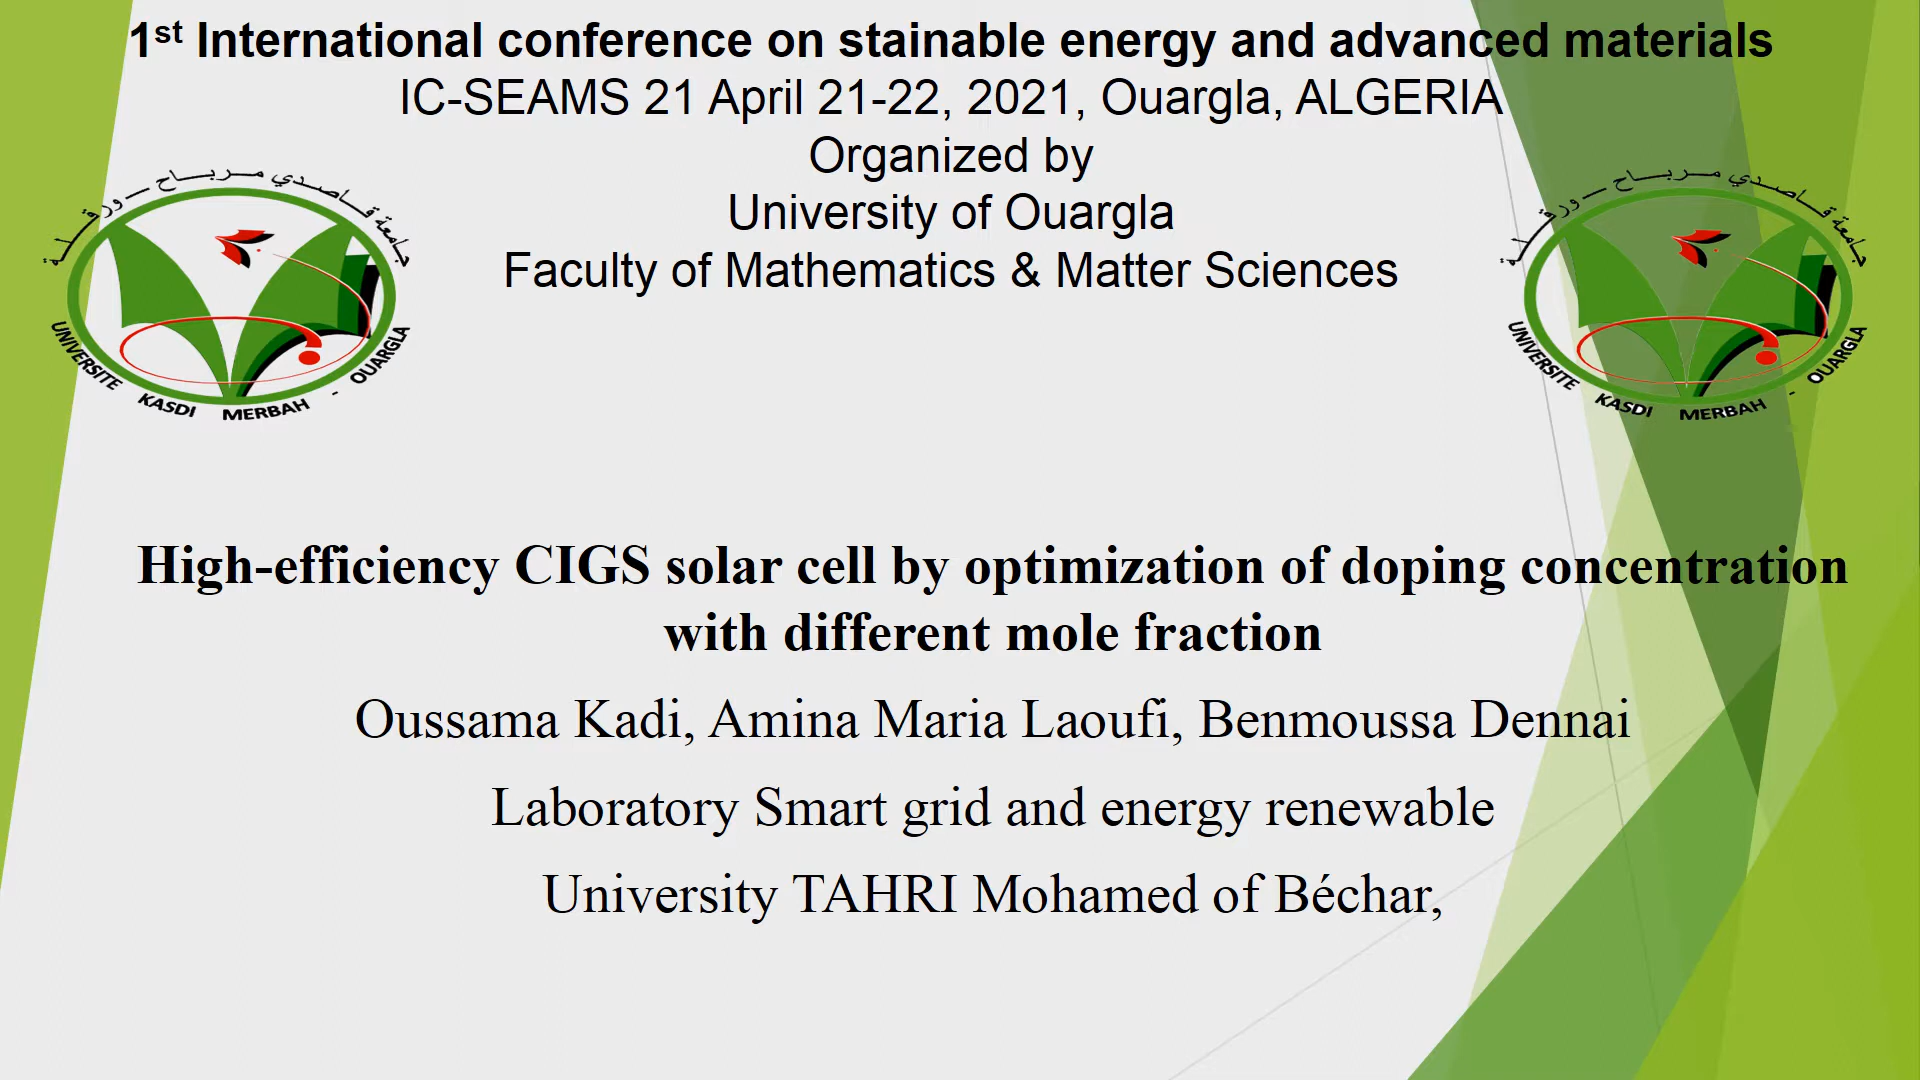 1st International conference on stainable energy and advanced materials
IC-SEAMS 21 April 21-22, 2021, Ouargla, ALGERIA
Organized by
University of Ouargla
Faculty of Mathematics & Matter Sciences
جامعة قاصدي مرباح - ورقلة
UNIVERSITE KASDI MERBAH - OUARGLA
جامعة قاصدي مرباح - ورقلة
UNIVERSITE KASDI MERBAH - OUARGLA
High-efficiency CIGS solar cell by optimization of doping concentration
with different mole fraction
Oussama Kadi, Amina Maria Laoufi, Benmoussa Dennai
Laboratory Smart grid and energy renewable
University TAHRI Mohamed of Béchar,